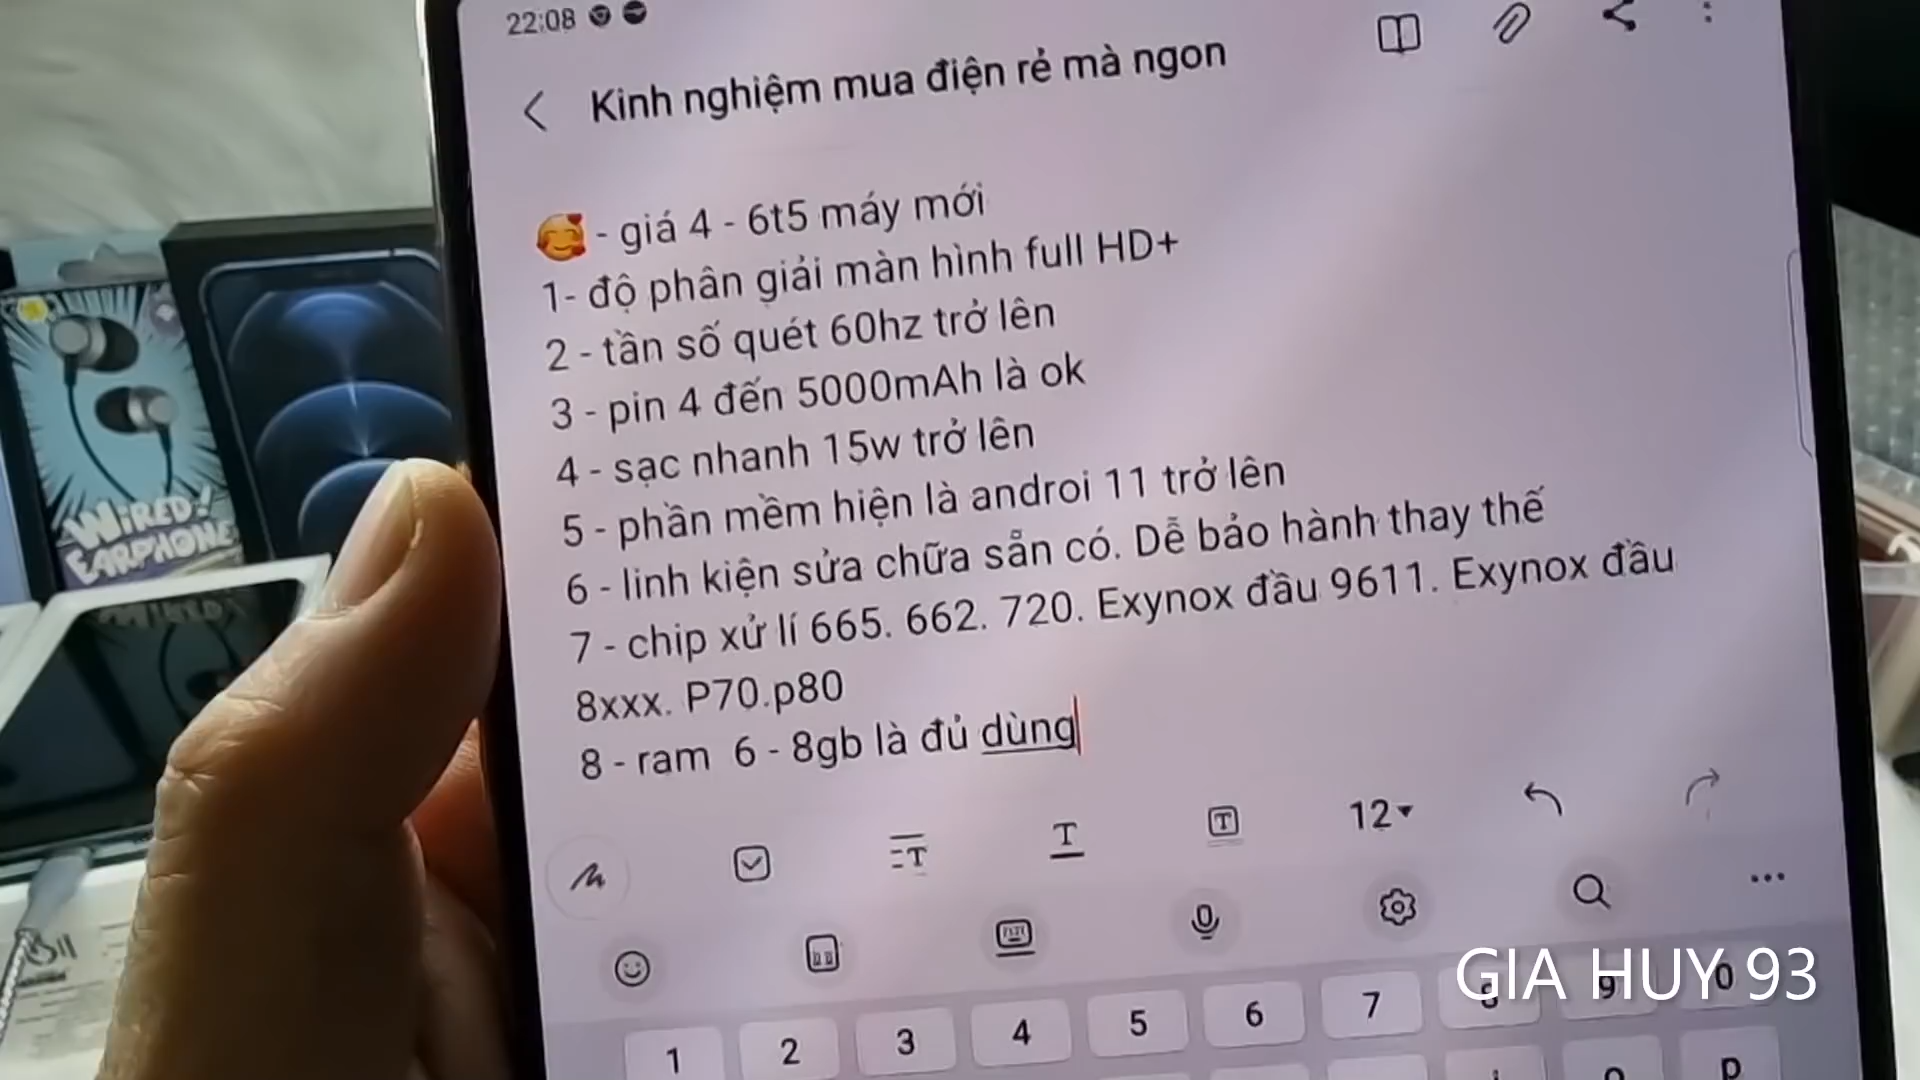 22:08
Kinh nghiệm mua điện rẻ mà ngon
- giá 4 - 6t5 máy mới
1- độ phân giải màn hình full HD+
2 - tần số quét 60hz trở lên
3 - pin 4 đến 5000mAh là ok
4 - sạc nhanh 15w trở lên
5 - phần mềm hiện là androi 11 trở lên
6 - linh kiện sửa chữa sẵn có. Dễ bảo hành thay thế
7 - chip xử lí 665. 662. 720. Exynox đầu 9611. Exynox đầu
8xxx. P70.p80
8 - ram 6 - 8gb là đủ dùng
12
1 2 3 4 5 6 7 8 9 0
p
WiRED!
EARPHONE
GIA HUY 93